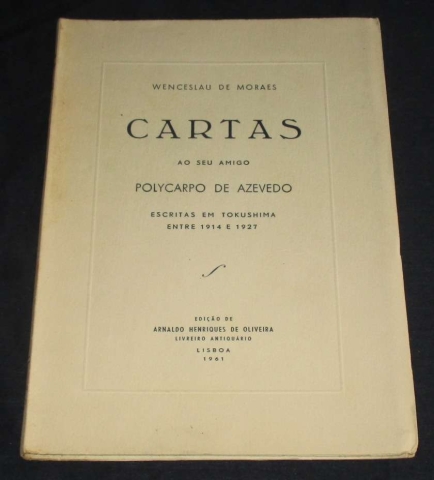 WENCESLAU DE MORAES
CARTAS
AO SEU AMIGO
POLYCARPO DE AZEVEDO
ESCRITAS EM TOKUSHIMA
ENTRE 1914 E 1927
EDIÇÃO DE
ARNALDO HENRIQUES DE OLIVEIRA
LIVREIRO ANTIQUÁRIO
LISBOA
1961